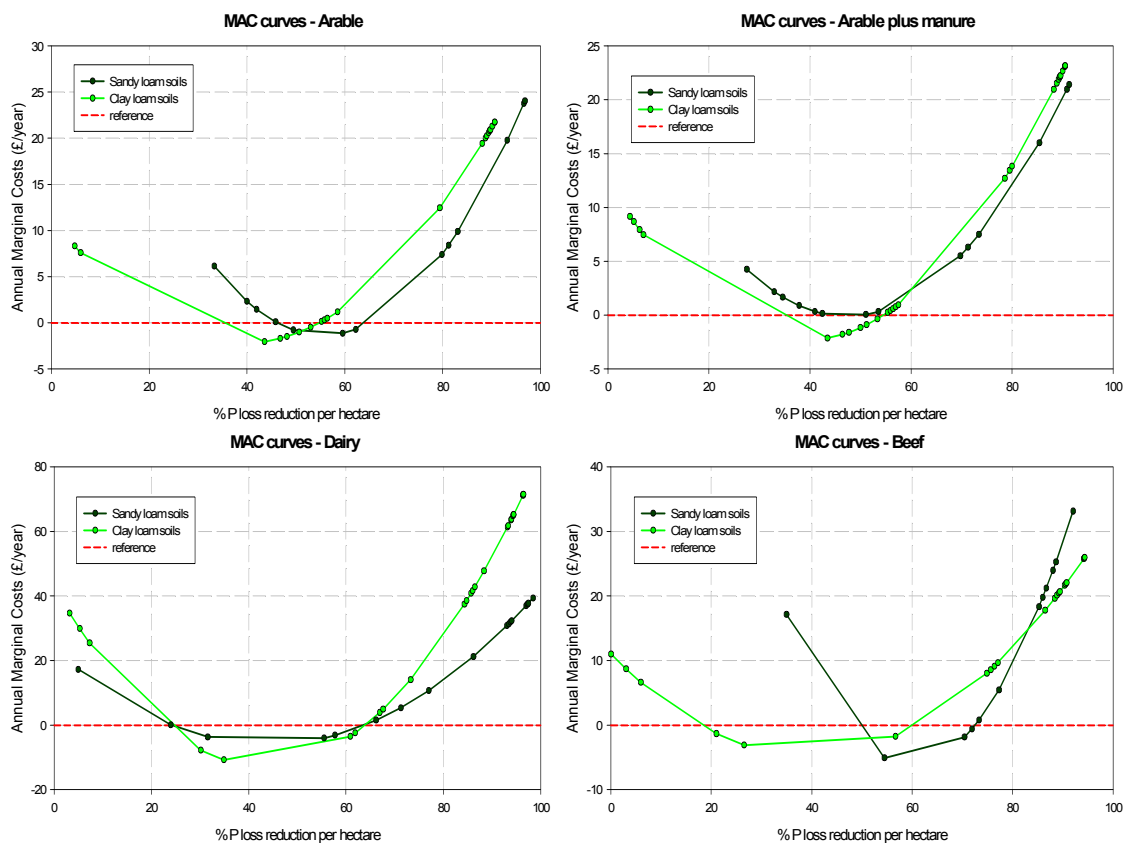 MAC curves - Arable
Annual Marginal Costs (£/year)
30
25
20
15
10
5
0
-5
Sandy loam soils
Clay loam soils
reference
0 20 40 60 80 100
% P loss reduction per hectare
MAC curves - Arable plus manure
Annual Marginal Costs (£/year)
25
20
15
10
5
0
-5
Sandy loam soils
Clay loam soils
reference
0 20 40 60 80 100
% P loss reduction per hectare
MAC curves - Dairy
Annual Marginal Costs (£/year)
80
60
40
20
0
-20
Sandy loam soils
Clay loam soils
reference
0 20 40 60 80 100
% P loss reduction per hectare
MAC curves - Beef
Annual Marginal Costs (£/year)
40
30
20
10
0
-10
Sandy loam soils
Clay loam soils
reference
0 20 40 60 80 100
% P loss reduction per hectare